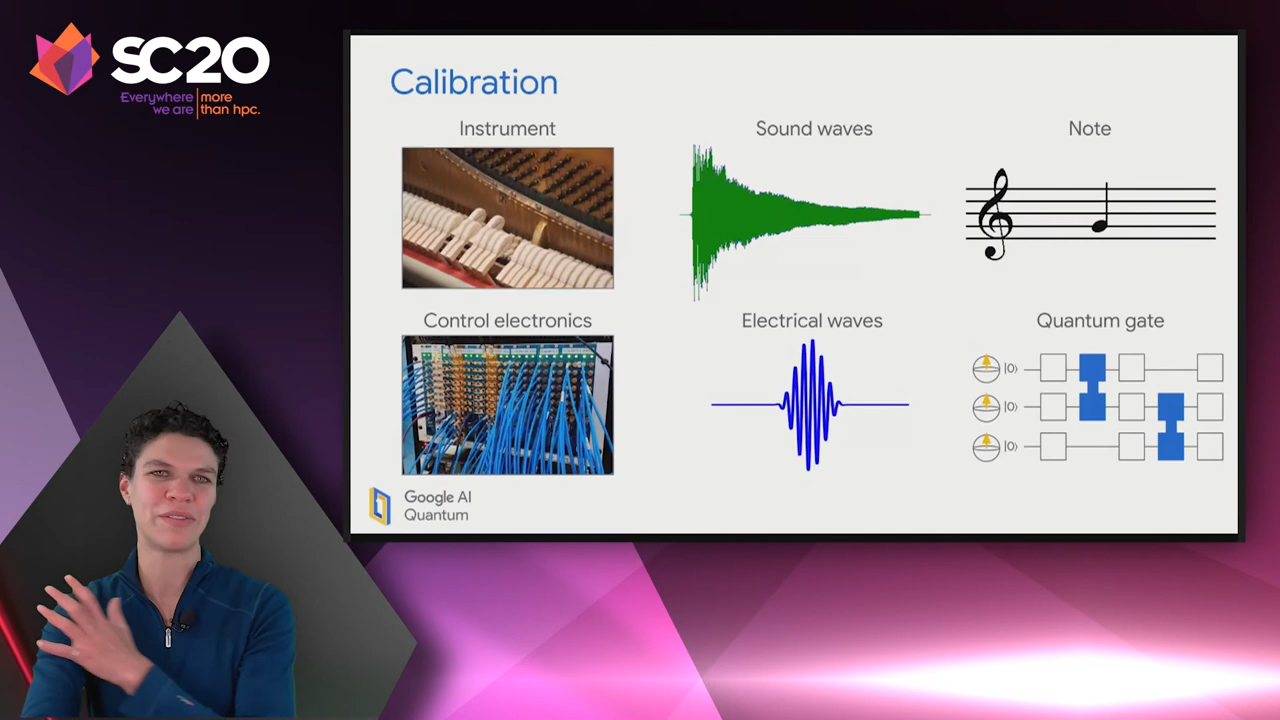 SC20
Everywhere we are
more than hpc.
Calibration
Instrument
Sound waves
Note
Control electronics
Electrical waves
Quantum gate
|0⟩
|0⟩
|0⟩
Google AI
Quantum